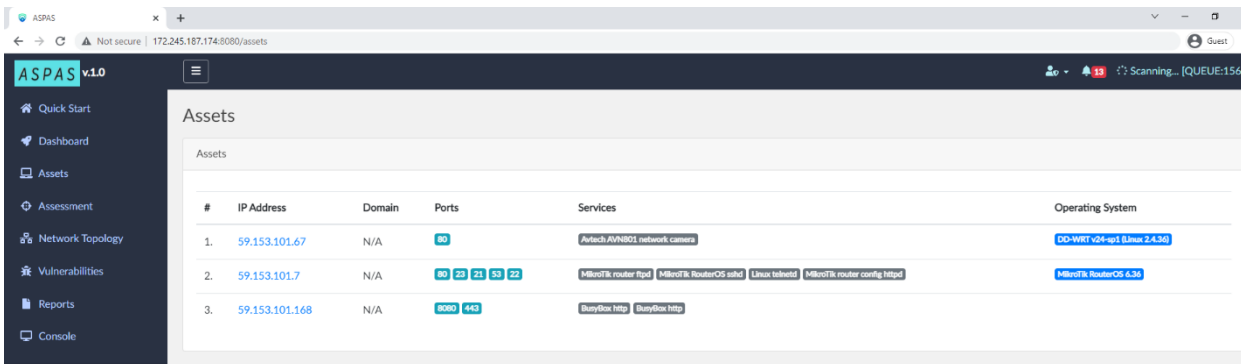 ASPAS
Not secure | 172.245.187.174:8080/assets
Guest
ASPAS v.1.0
13 Scanning... [QUEUE:156
Quick Start
Dashboard
Assets
Assessment
Network Topology
Vulnerabilities
Reports
Console
Assets
Assets
# IP Address Domain Ports Services Operating System
1. 59.153.101.67 N/A 80 Avtech AVN801 network camera DD-WRT v24-sp1 (Linux 2.4.36)
2. 59.153.101.7 N/A 80 23 21 53 22 MikroTik router ftpd MikroTik RouterOS sshd Linux telnetd MikroTik router config httpd MikroTik RouterOS 6.36
3. 59.153.101.168 N/A 8080 443 BusyBox http BusyBox http